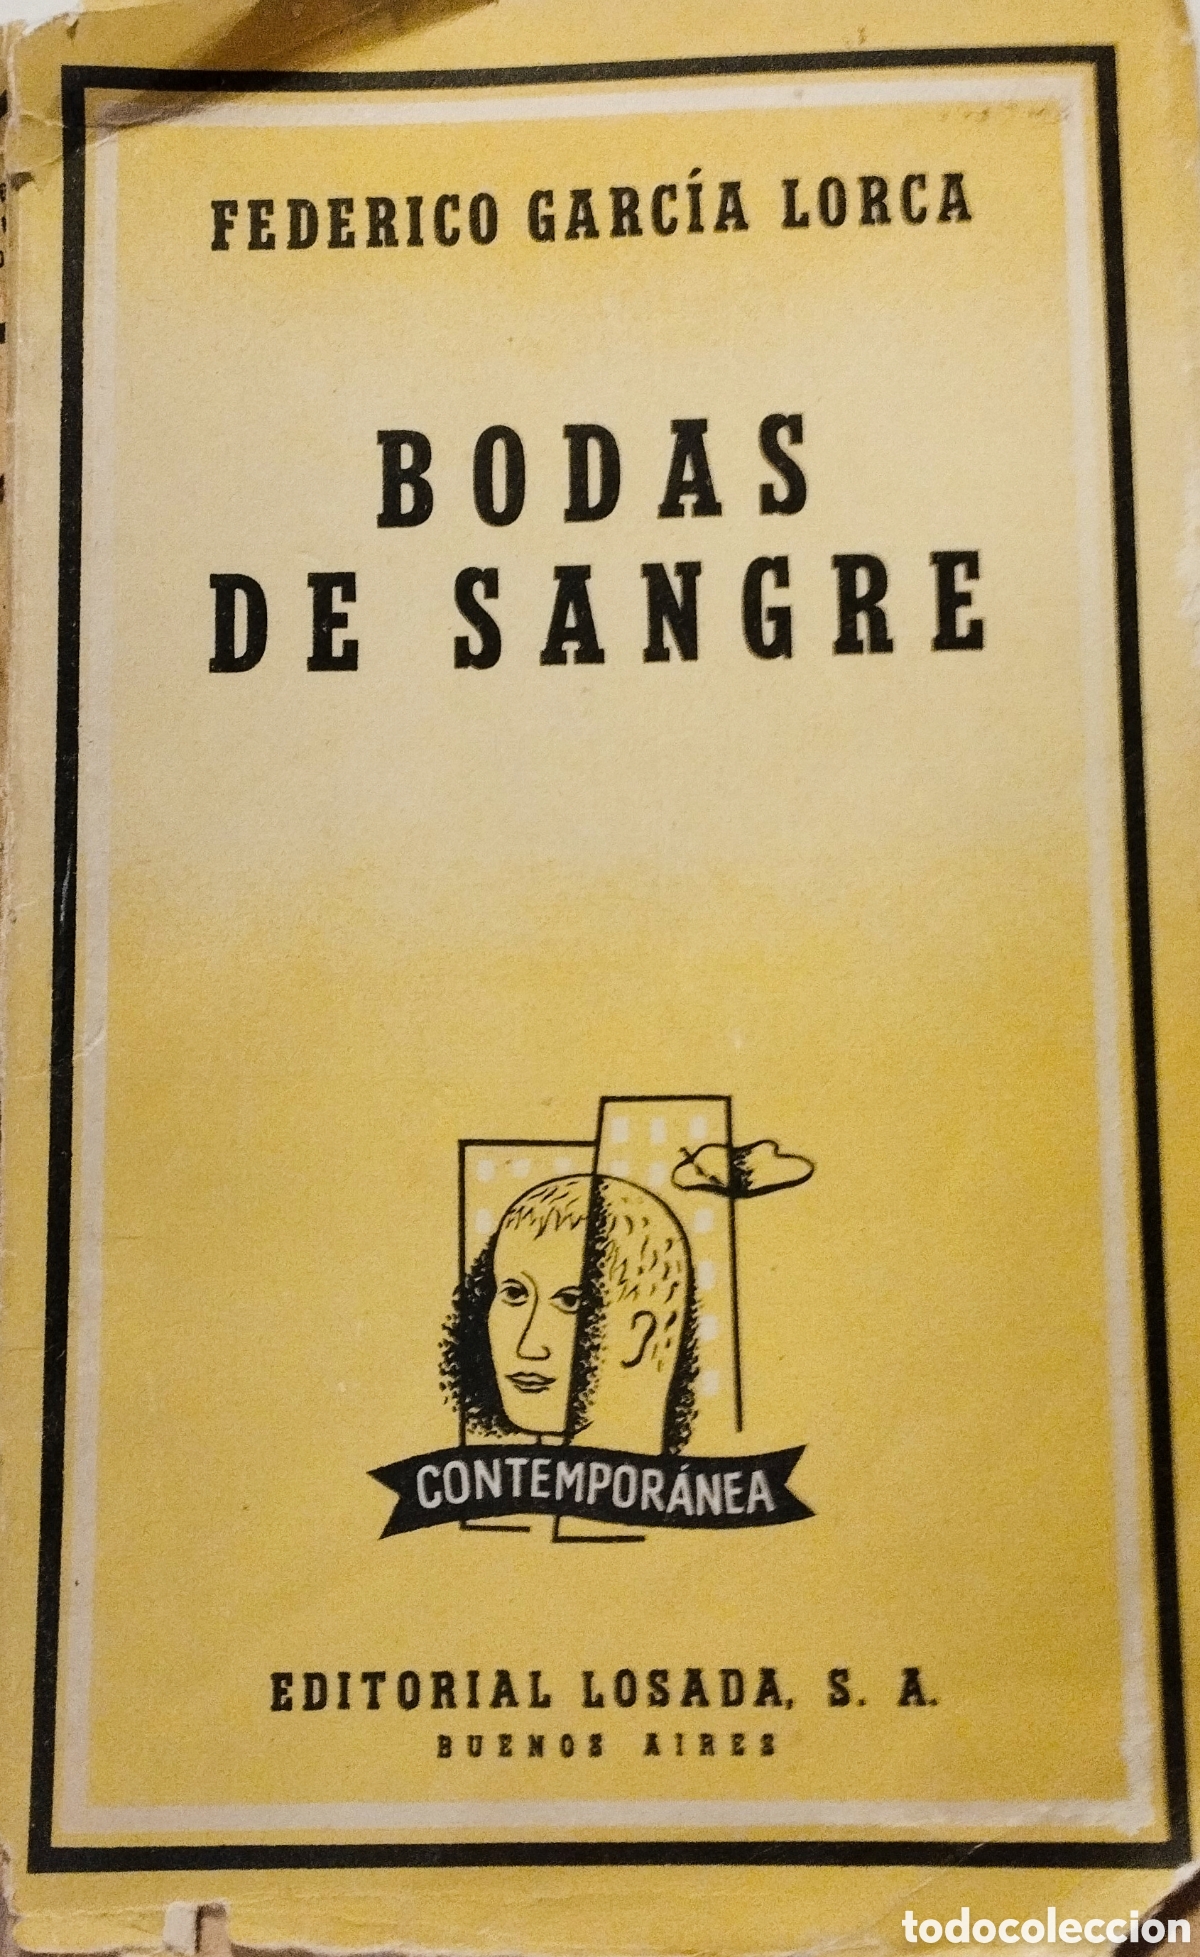 FEDERICO GARCÍA LORCA
BODAS
DE SANGRE
CONTEMPORÁNEA
EDITORIAL LOSADA, S. A.
BUENOS AIRES
todocoleccion